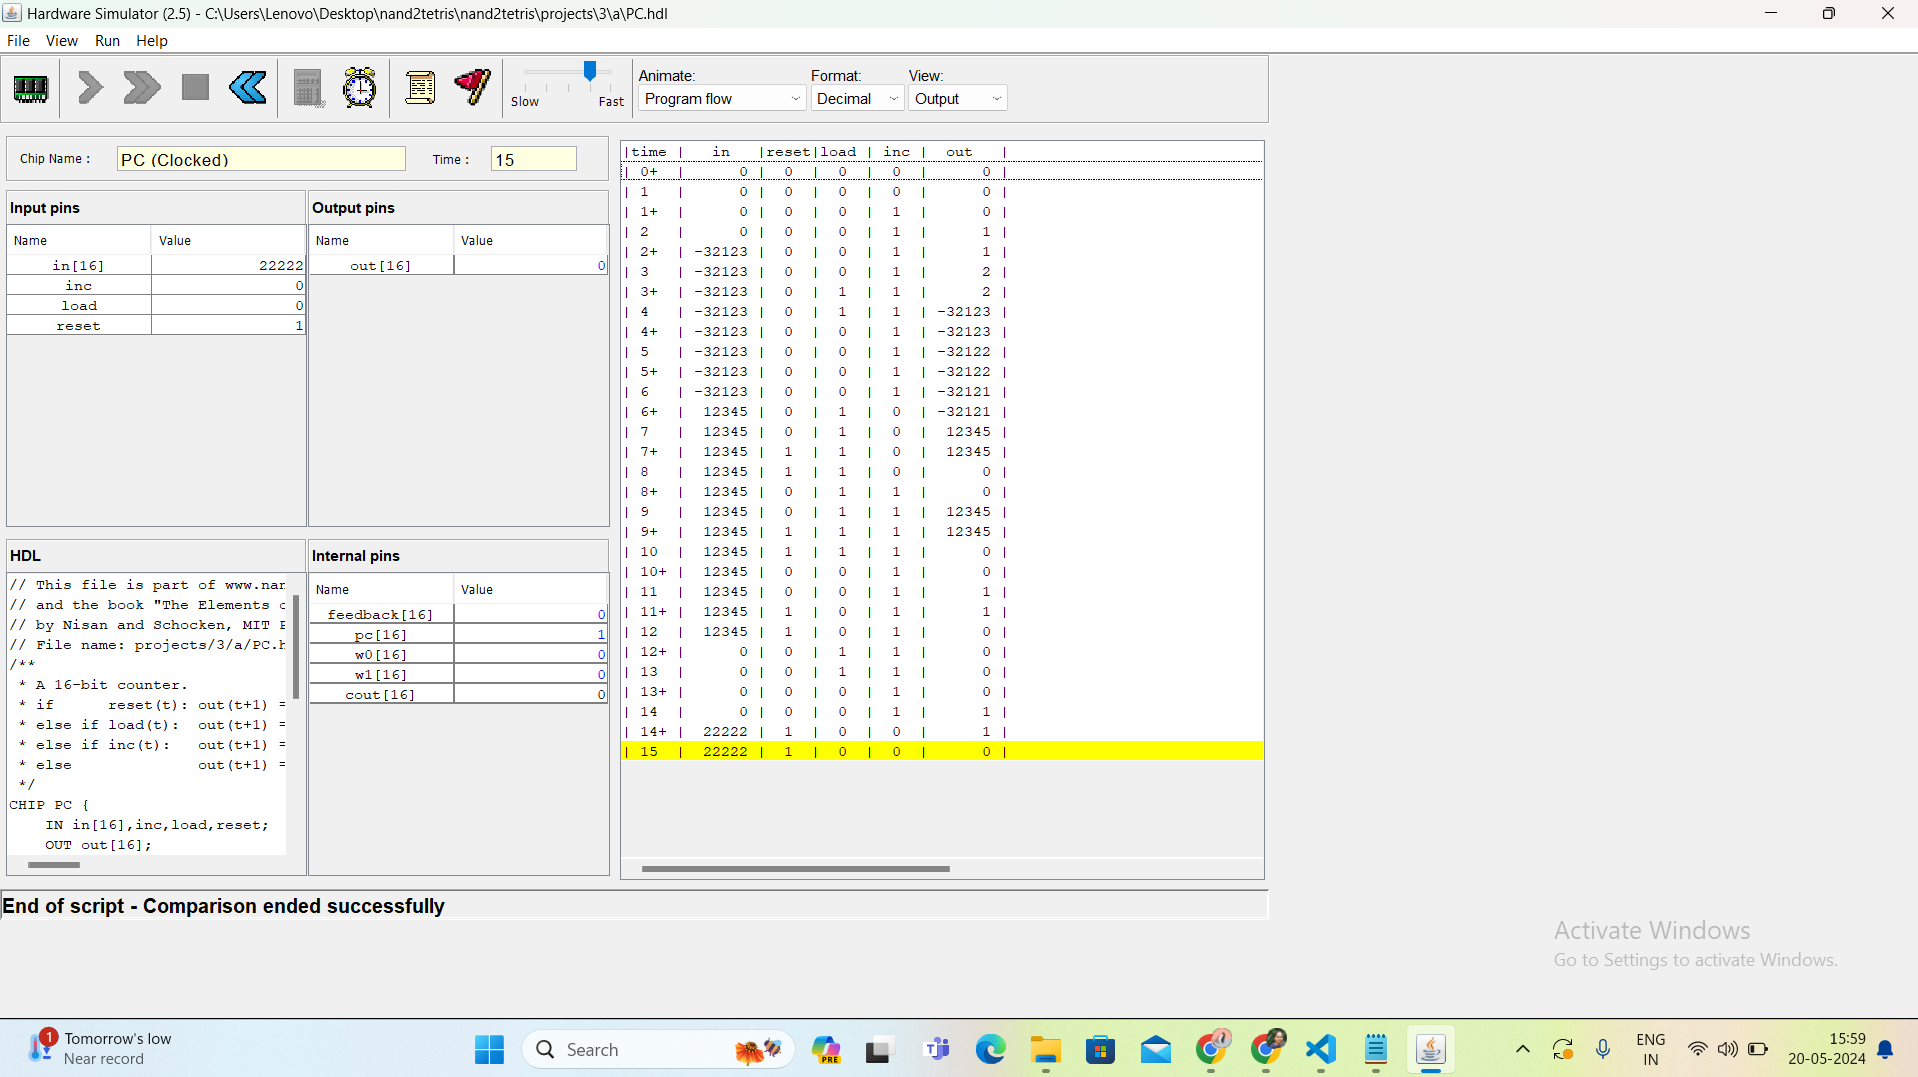 Hardware Simulator (2.5) - C:\Users\Lenovo\Desktop\nand2tetris\nand2tetris\projects\3\a\PC.hdl
File View Run Help
Slow Fast
Animate: Format: View:
Program flow Decimal Output
Chip Name : PC (Clocked) Time : 15
Input pins
Name Value
in[16] 22222
inc 0
load 0
reset 1
Output pins
Name Value
out[16] 0
HDL
// This file is part of www.nan
// and the book "The Elements o
// by Nisan and Schocken, MIT P
// File name: projects/3/a/PC.h
/**
* A 16-bit counter.
* if reset(t): out(t+1) =
* else if load(t): out(t+1) =
* else if inc(t): out(t+1) =
* else out(t+1) =
*/
CHIP PC {
IN in[16],inc,load,reset;
OUT out[16];
Internal pins
Name Value
feedback[16] 0
pc[16] 1
w0[16] 0
w1[16] 0
cout[16] 0
|time | in |reset|load | inc | out |
| 0+ | 0 | 0 | 0 | 0 | 0 |
| 1 | 0 | 0 | 0 | 0 | 0 |
| 1+ | 0 | 0 | 0 | 1 | 0 |
| 2 | 0 | 0 | 0 | 1 | 1 |
| 2+ | -32123 | 0 | 0 | 1 | 1 |
| 3 | -32123 | 0 | 0 | 1 | 2 |
| 3+ | -32123 | 0 | 1 | 1 | 2 |
| 4 | -32123 | 0 | 1 | 1 | -32123 |
| 4+ | -32123 | 0 | 0 | 1 | -32123 |
| 5 | -32123 | 0 | 0 | 1 | -32122 |
| 5+ | -32123 | 0 | 0 | 1 | -32122 |
| 6 | -32123 | 0 | 0 | 1 | -32121 |
| 6+ | 12345 | 0 | 1 | 0 | -32121 |
| 7 | 12345 | 0 | 1 | 0 | 12345 |
| 7+ | 12345 | 1 | 1 | 0 | 12345 |
| 8 | 12345 | 1 | 1 | 0 | 0 |
| 8+ | 12345 | 0 | 1 | 1 | 0 |
| 9 | 12345 | 0 | 1 | 1 | 12345 |
| 9+ | 12345 | 1 | 1 | 1 | 12345 |
| 10 | 12345 | 1 | 1 | 1 | 0 |
| 10+ | 12345 | 0 | 0 | 1 | 0 |
| 11 | 12345 | 0 | 0 | 1 | 1 |
| 11+ | 12345 | 1 | 0 | 1 | 1 |
| 12 | 12345 | 1 | 0 | 1 | 0 |
| 12+ | 0 | 0 | 1 | 1 | 0 |
| 13 | 0 | 0 | 1 | 1 | 0 |
| 13+ | 0 | 0 | 0 | 1 | 0 |
| 14 | 0 | 0 | 0 | 1 | 1 |
| 14+ | 22222 | 1 | 0 | 0 | 1 |
| 15 | 22222 | 1 | 0 | 0 | 0 |
End of script - Comparison ended successfully
Activate Windows
Go to Settings to activate Windows.
1
Tomorrow's low
Near record
Search
PRE
ENG
IN
15:59
20-05-2024